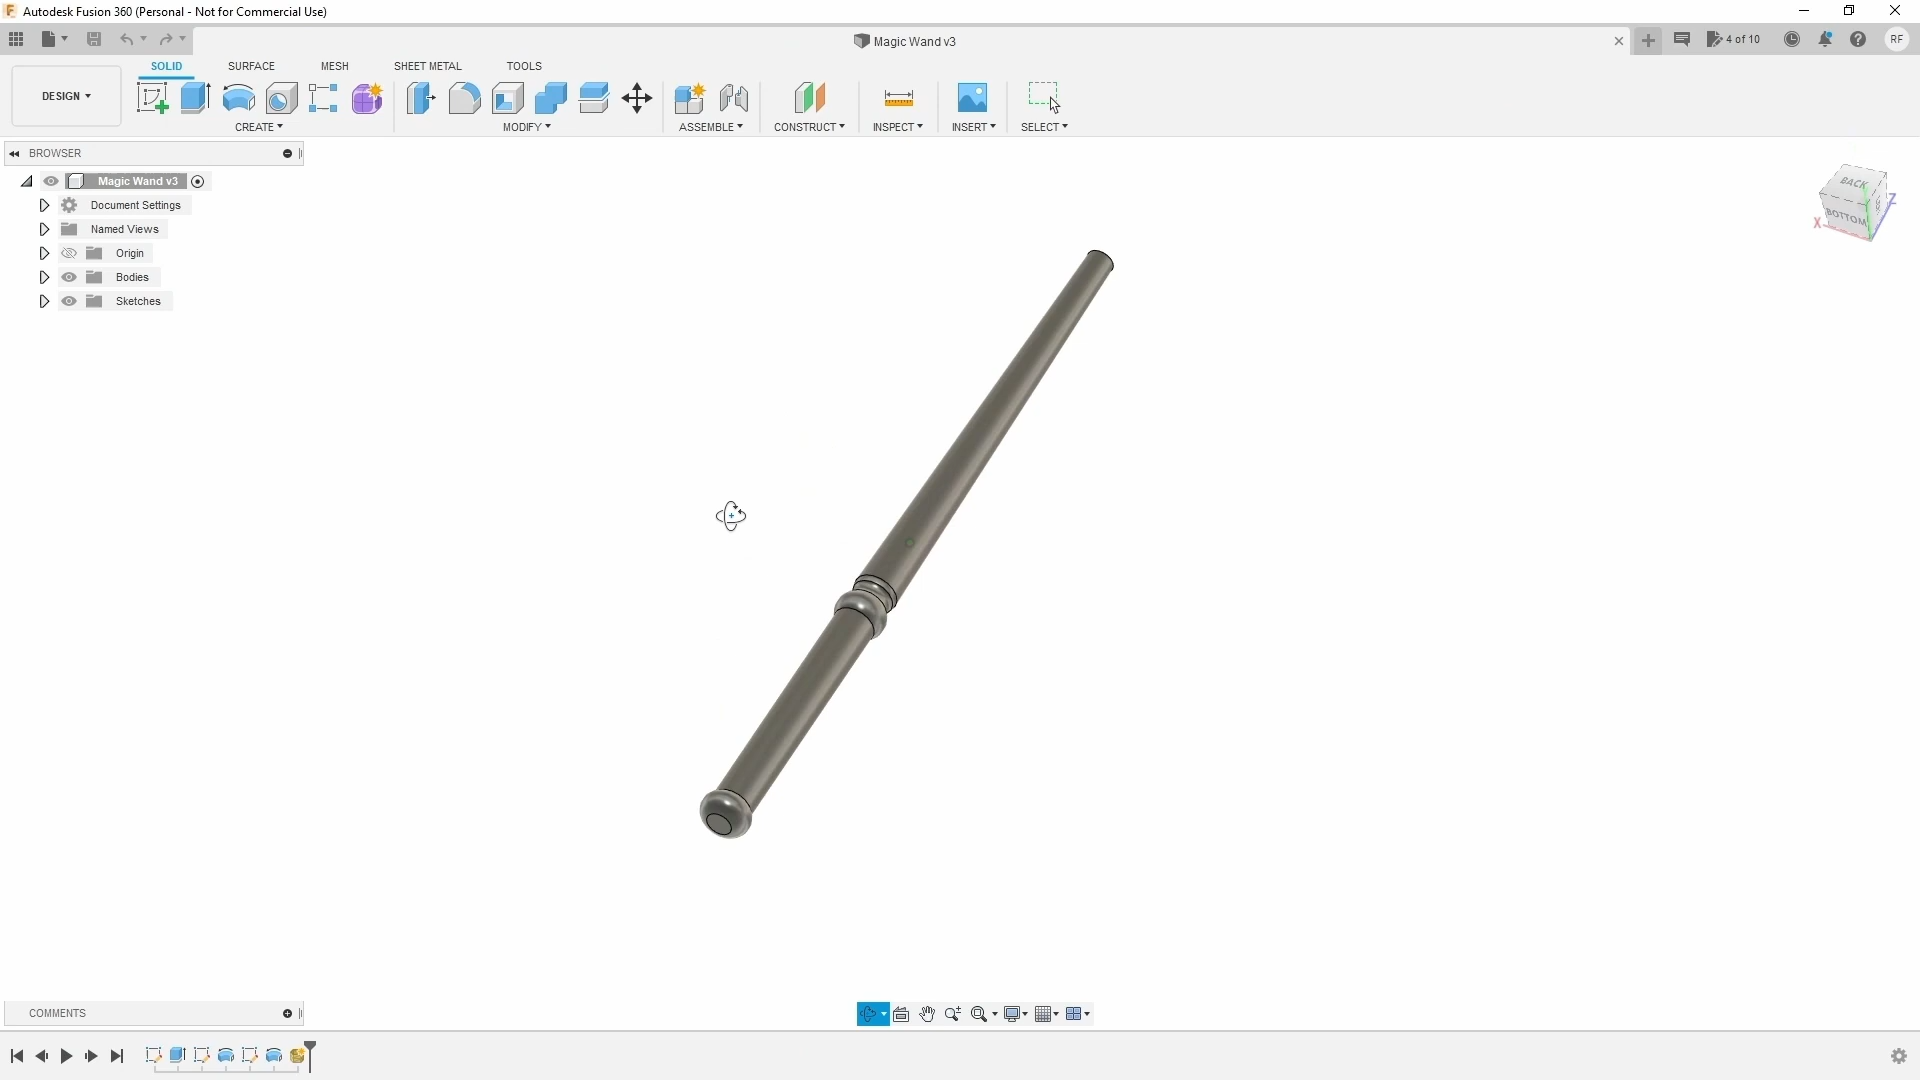 Autodesk Fusion 360 (Personal - Not for Commercial Use)
Magic Wand v3
4 of 10
RF
SOLID
SURFACE
MESH
SHEET METAL
TOOLS
DESIGN
CREATE
MODIFY
ASSEMBLE
CONSTRUCT
INSPECT
INSERT
SELECT
BROWSER
Magic Wand v3
Document Settings
Named Views
Origin
Bodies
Sketches
BACK
BOTTOM
X
Z
COMMENTS